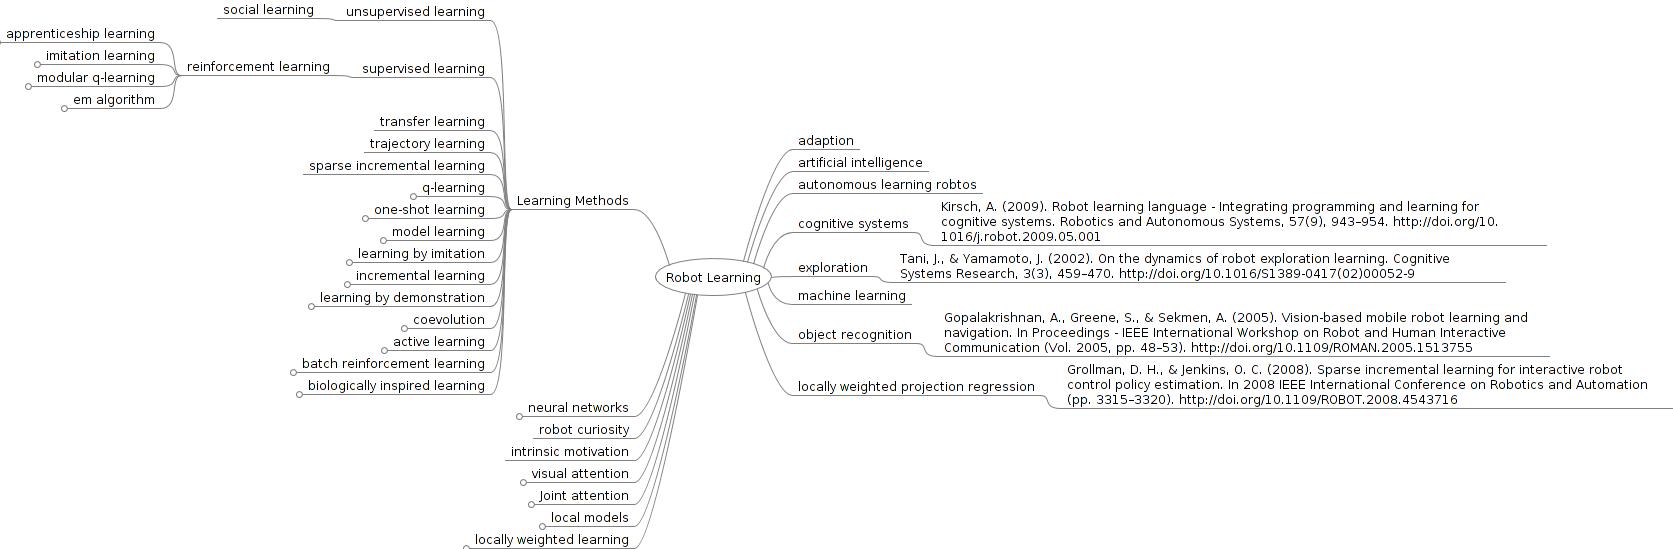 social learning
unsupervised learning
apprenticeship learning
imitation learning
modular q-learning
em algorithm
reinforcement learning
supervised learning
transfer learning
trajectory learning
sparse incremental learning
q-learning
one-shot learning
model learning
learning by imitation
incremental learning
learning by demonstration
coevolution
active learning
batch reinforcement learning
biologically inspired learning
Learning Methods
neural networks
robot curiosity
intrinsic motivation
visual attention
Joint attention
local models
locally weighted learning
Robot Learning
adaption
artificial intelligence
autonomous learning robtos
cognitive systems
Kirsch, A. (2009). Robot learning language - Integrating programming and learning for
cognitive systems. Robotics and Autonomous Systems, 57(9), 943–954. http://doi.org/10.
1016/j.robot.2009.05.001
exploration
Tani, J., & Yamamoto, J. (2002). On the dynamics of robot exploration learning. Cognitive
Systems Research, 3(3), 459–470. http://doi.org/10.1016/S1389-0417(02)00052-9
machine learning
object recognition
Gopalakrishnan, A., Greene, S., & Sekmen, A. (2005). Vision-based mobile robot learning and
navigation. In Proceedings - IEEE International Workshop on Robot and Human Interactive
Communication (Vol. 2005, pp. 48–53). http://doi.org/10.1109/ROMAN.2005.1513755
locally weighted projection regression
Grollman, D. H., & Jenkins, O. C. (2008). Sparse incremental learning for interactive robot
control policy estimation. In 2008 IEEE International Conference on Robotics and Automation
(pp. 3315–3320). http://doi.org/10.1109/ROBOT.2008.4543716